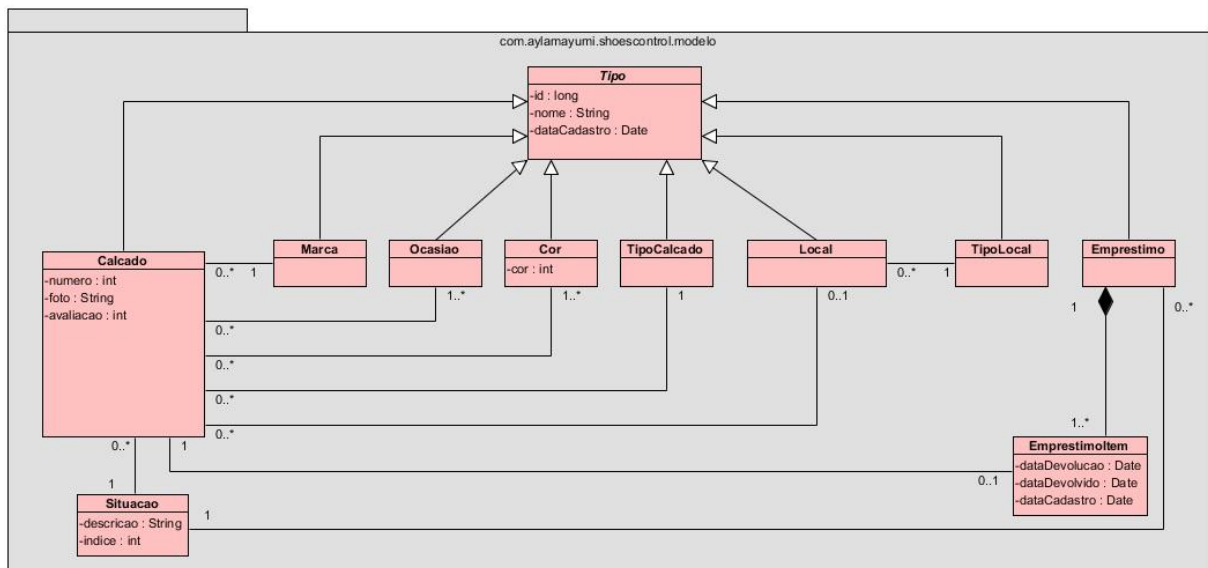 com.aylamayumi.shoescontrol.modelo
Tipo
-id : long
-nome : String
-dataCadastro : Date
Calcado
-numero : int
-foto : String
-avaliacao : int
Marca
Ocasiao
Cor
-cor : int
TipoCalcado
Local
TipoLocal
Emprestimo
0..* 1
0..* 1
1..*
1..*
1
0..1
1
0..*
0..*
0..*
0..*
0..*
0..*
1
1..*
0..1
EmprestimoItem
-dataDevolucao : Date
-dataDevolvido : Date
-dataCadastro : Date
1
Situacao
-descricao : String
-indice : int
1